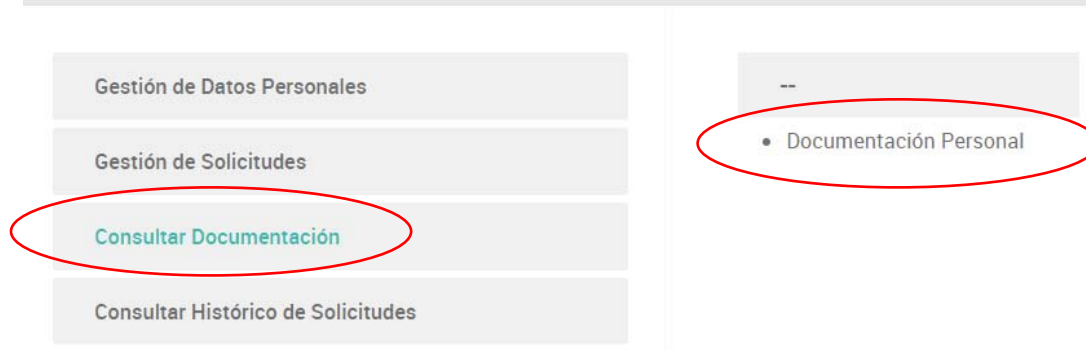 Gestión de Datos Personales
Gestión de Solicitudes
Consultar Documentación
Consultar Histórico de Solicitudes
--
• Documentación Personal